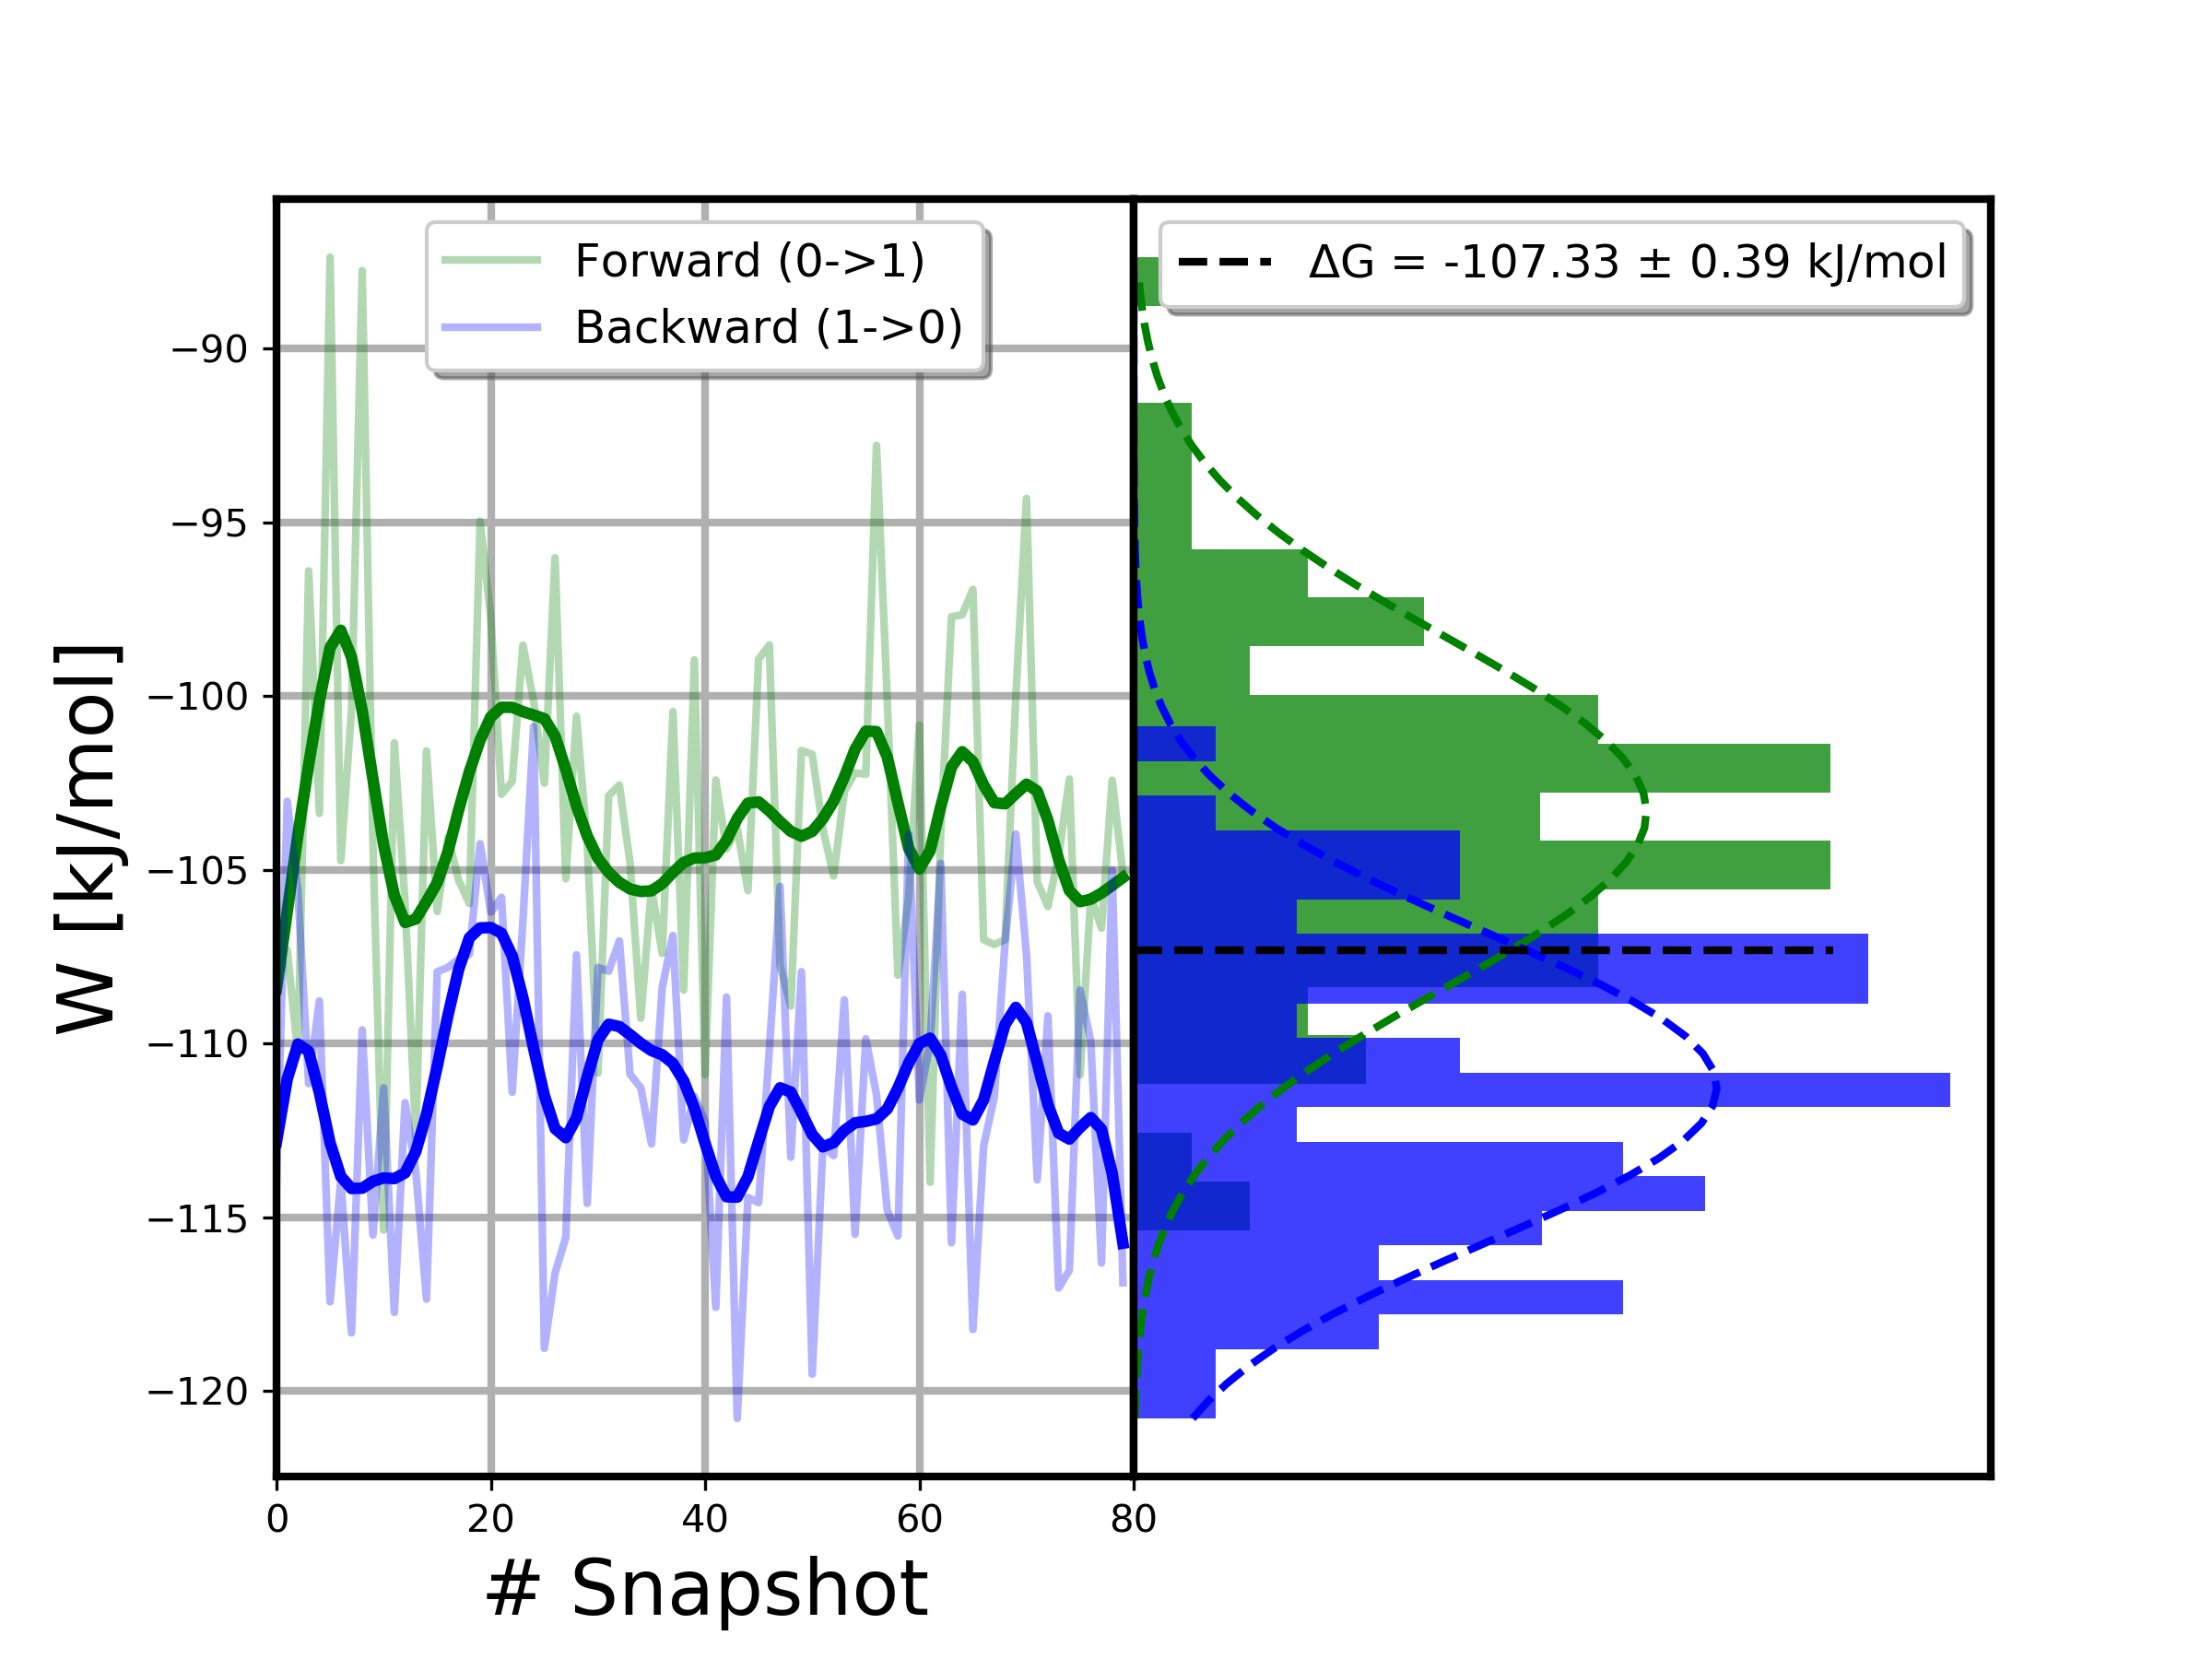 Forward (0->1)
Backward (1->0)
ΔG = -107.33 ± 0.39 kJ/mol
W [kJ/mol]
−90
−95
−100
−105
−110
−115
−120
0 20 40 60 80
# Snapshot